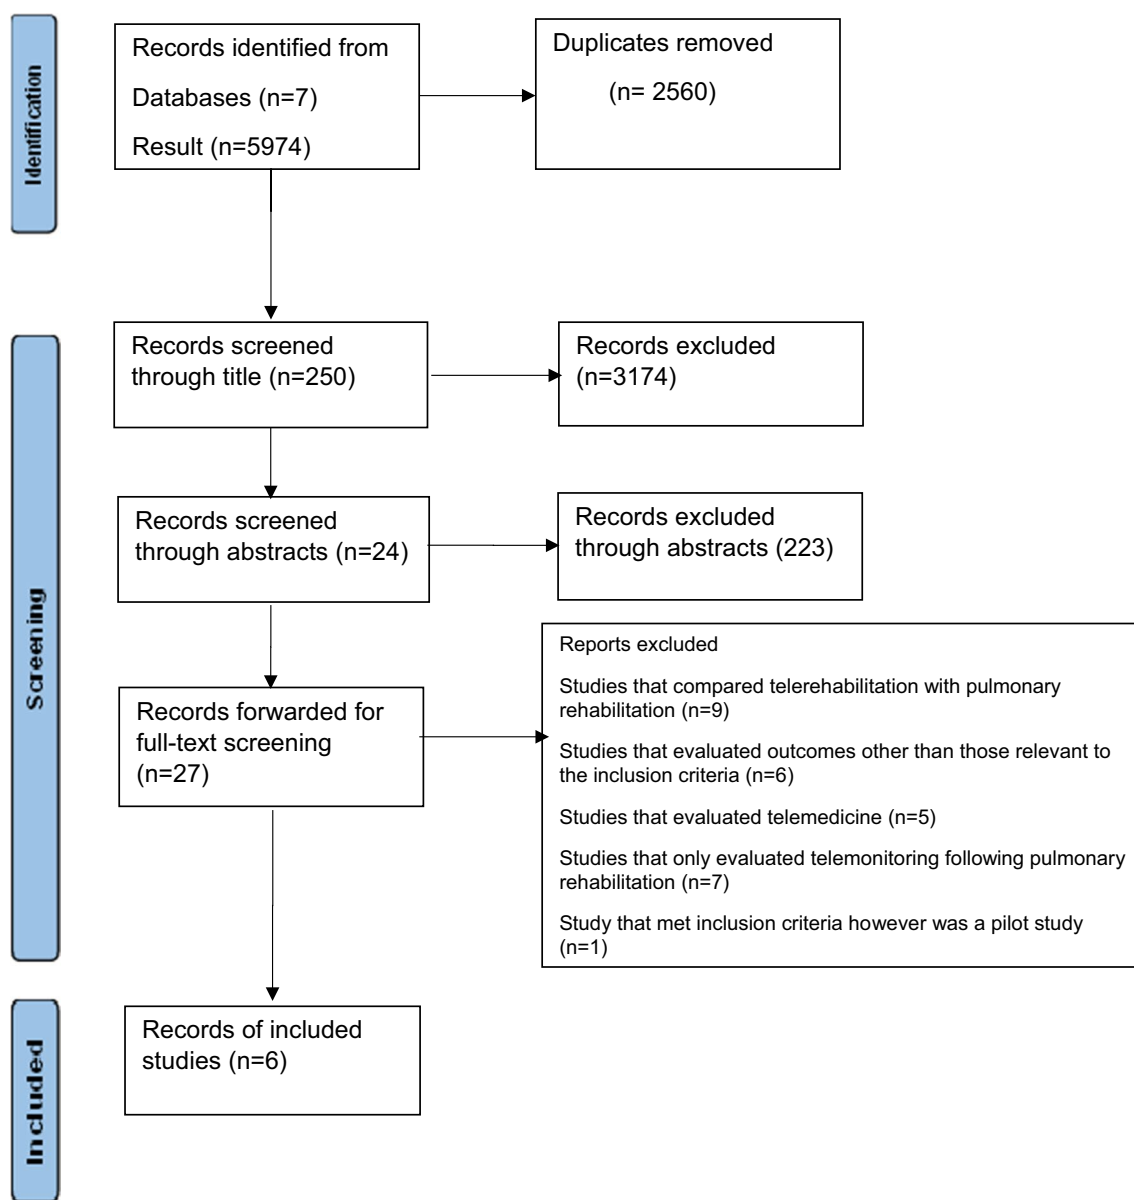 Identification
Records identified from
Databases (n=7)
Result (n=5974)
Duplicates removed
(n= 2560)
Screening
Records screened
through title (n=250)
Records excluded
(n=3174)
Records screened
through abstracts (n=24)
Records excluded
through abstracts (223)
Records forwarded for
full-text screening
(n=27)
Reports excluded
Studies that compared telerehabilitation with pulmonary
rehabilitation (n=9)
Studies that evaluated outcomes other than those relevant to
the inclusion criteria (n=6)
Studies that evaluated telemedicine (n=5)
Studies that only evaluated telemonitoring following pulmonary
rehabilitation (n=7)
Study that met inclusion criteria however was a pilot study
(n=1)
Included
Records of included
studies (n=6)